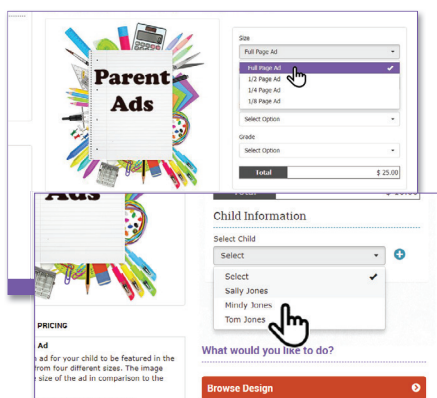 Parent
Ads
Size
Full Page Ad
Full Page Ad
1/2 Page Ad
1/4 Page Ad
1/8 Page Ad
Select Option
Grade
Select Option
Total $ 25.00
Ads
PRICING
Ad
ad for your child to be featured in the
from four different sizes. The image
size of the ad in comparison to the
Total
Child Information
Select Child
Select
Select
Sally Jones
Mindy Jones
Tom Jones
What would you like to do?
Browse Design